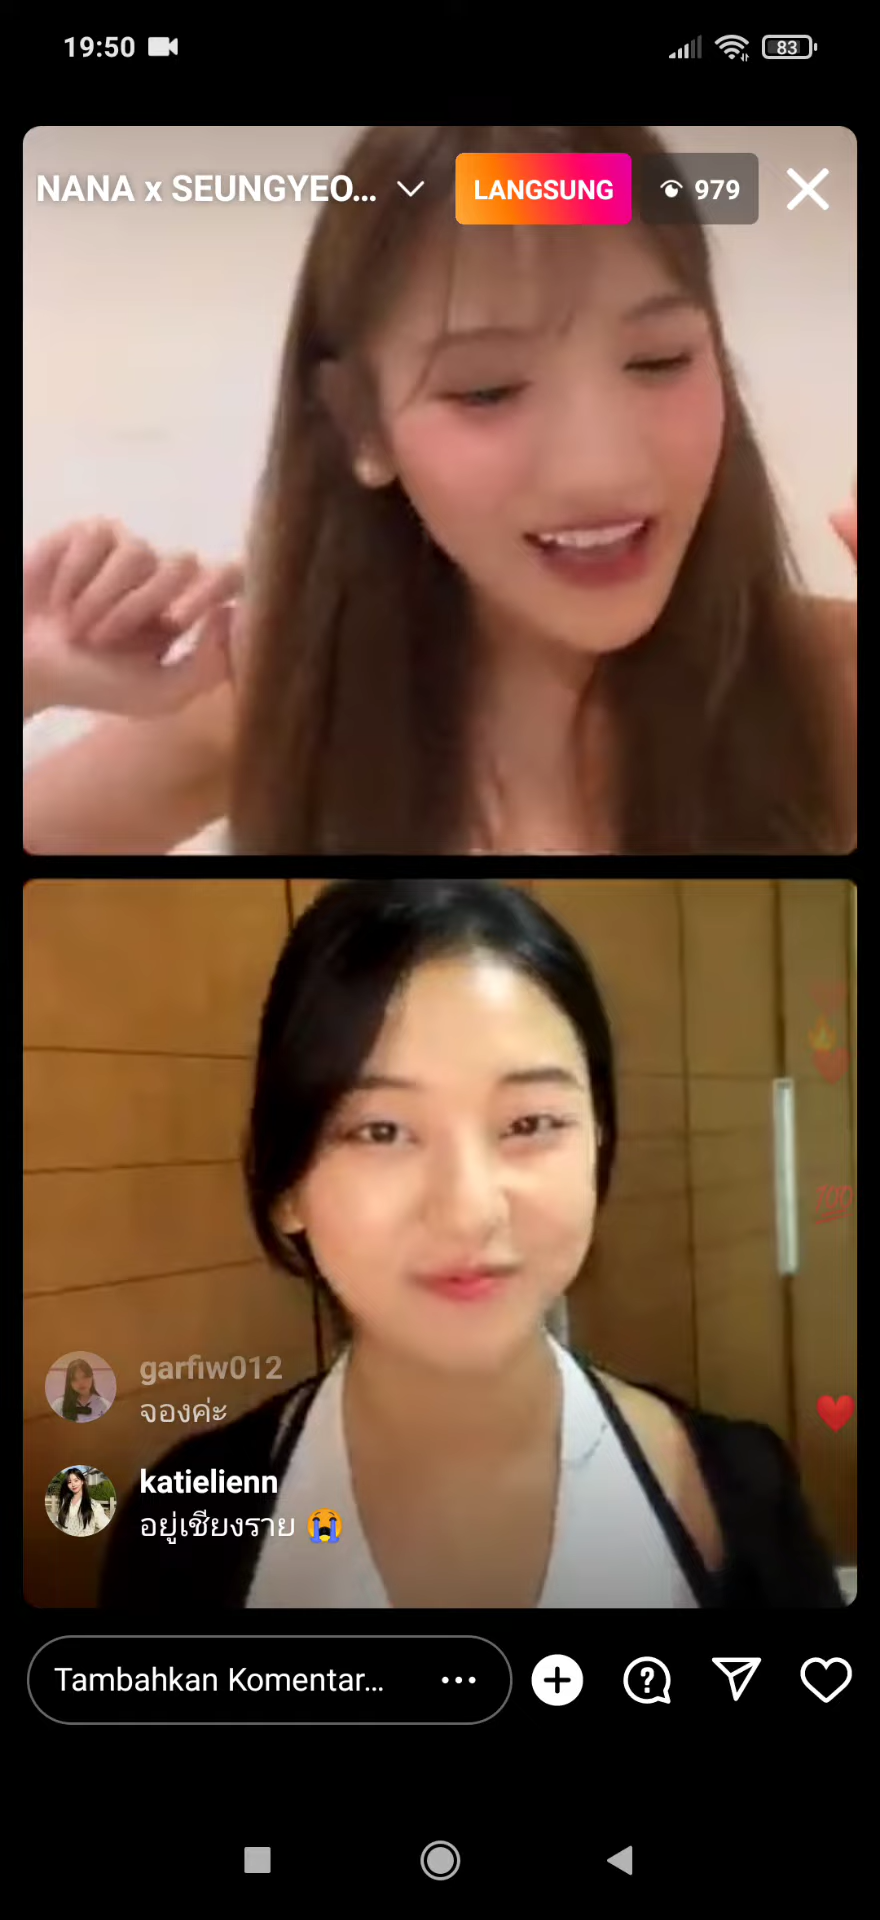 19:50
83
NANA x SEUNGYEO...
LANGSUNG
979
garfiw012
จองค่ะ
katielienn
อยู่เชียงราย 😭
Tambahkan Komentar...